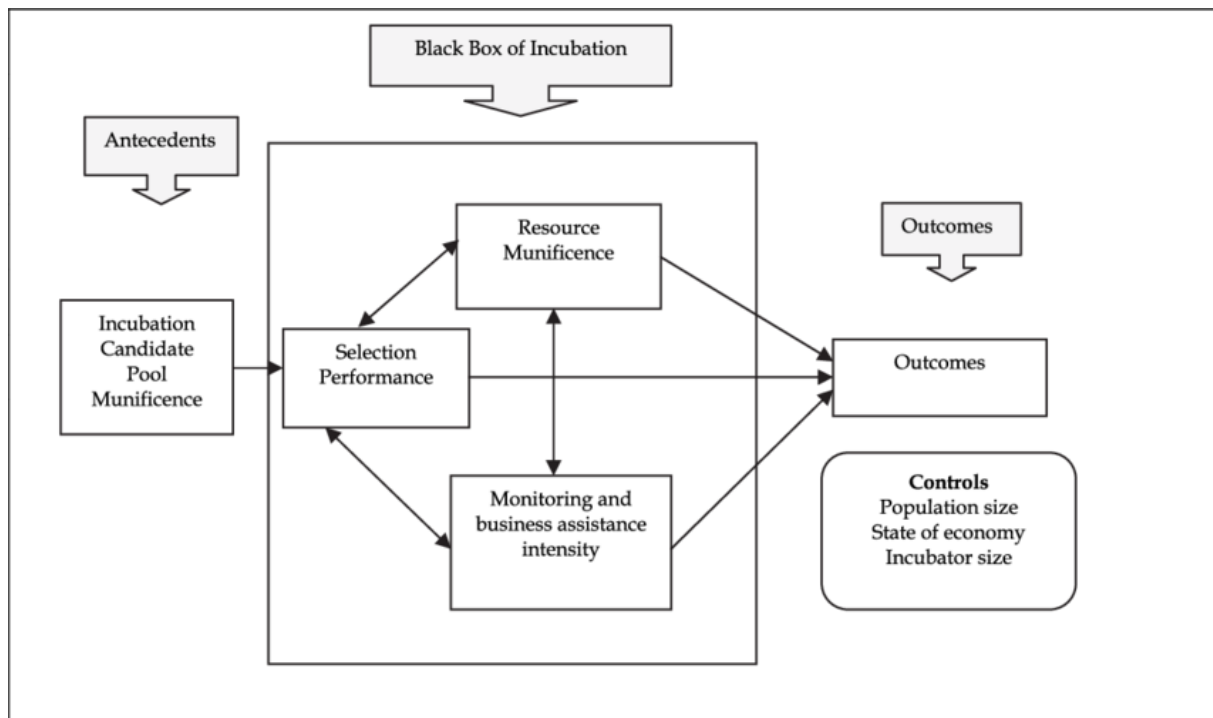 Black Box of Incubation
Antecedents
Resource
Munificence
Outcomes
Incubation
Candidate
Pool
Munificence
Selection
Performance
Outcomes
Monitoring and
business assistance
intensity
Controls
Population size
State of economy
Incubator size